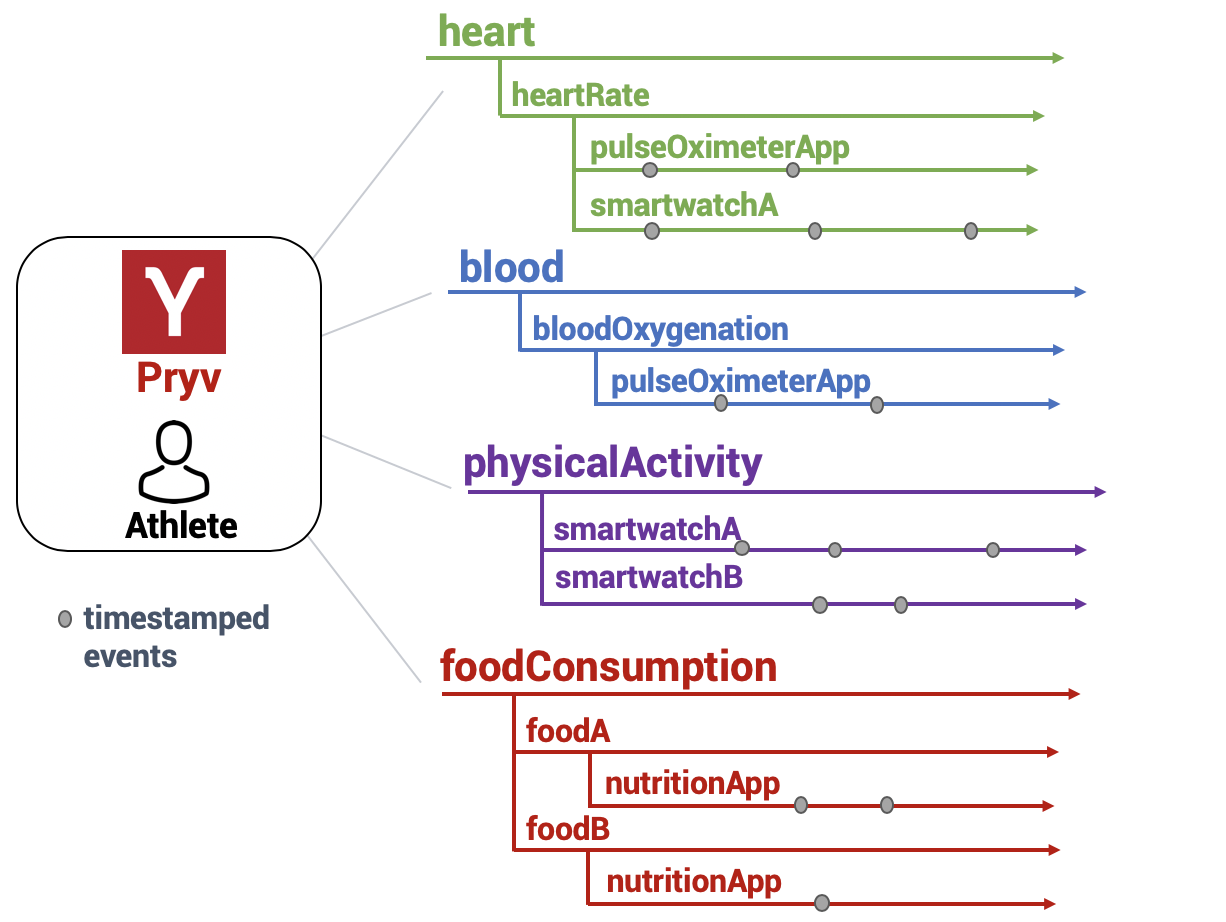 heart
heartRate
pulseOximeterApp
smartwatchA
blood
bloodOxygenation
pulseOximeterApp
Y
Pryv
Athlete
timestamped
events
physicalActivity
smartwatchA
smartwatchB
foodConsumption
foodA
nutritionApp
foodB
nutritionApp